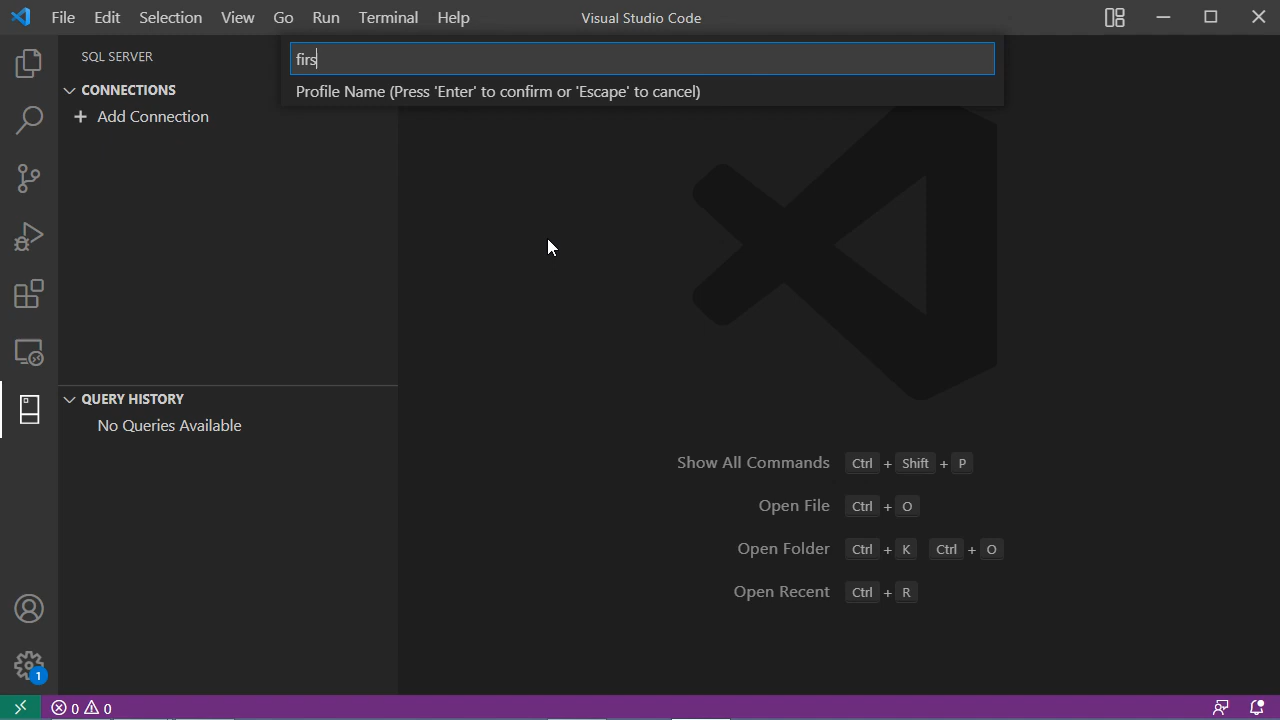 File Edit Selection View Go Run Terminal Help Visual Studio Code
SQL SERVER
firs
Profile Name (Press 'Enter' to confirm or 'Escape' to cancel)
CONNECTIONS
Add Connection
QUERY HISTORY
No Queries Available
Show All Commands Ctrl + Shift + P
Open File Ctrl + O
Open Folder Ctrl + K Ctrl + O
Open Recent Ctrl + R
1
0 0